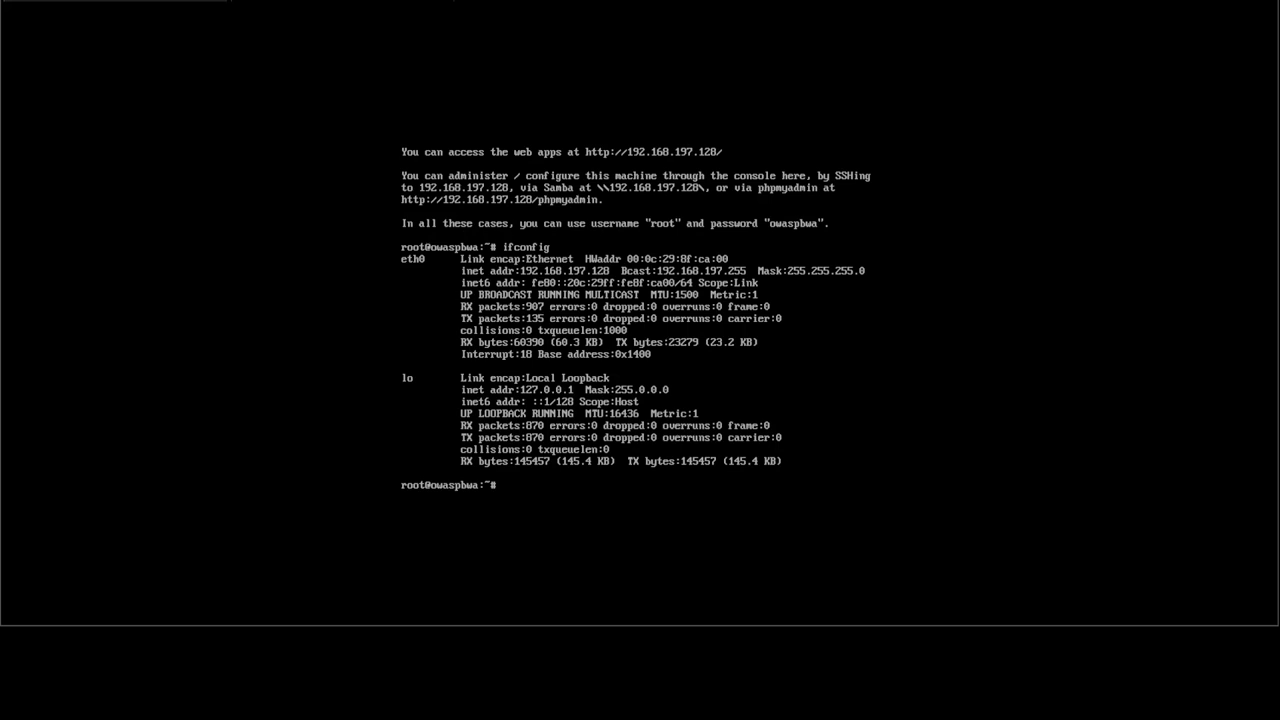 You can access the web apps at http://192.168.197.128/
You can administer / configure this machine through the console here, by SSHing
to 192.168.197.128, via Samba at \\192.168.197.128\, or via phpmyadmin at
http://192.168.197.128/phpmyadmin.
In all these cases, you can use username "root" and password "owaspbwa".
root@owaspbwa:~# ifconfig
eth0 Link encap:Ethernet HWaddr 00:0c:29:8f:ca:00
inet addr:192.168.197.128 Bcast:192.168.197.255 Mask:255.255.255.0
inet6 addr: fe80::20c:29ff:fe8f:ca00/64 Scope:Link
UP BROADCAST RUNNING MULTICAST MTU:1500 Metric:1
RX packets:907 errors:0 dropped:0 overruns:0 frame:0
TX packets:135 errors:0 dropped:0 overruns:0 carrier:0
collisions:0 txqueuelen:1000
RX bytes:60390 (60.3 KB) TX bytes:23279 (23.2 KB)
Interrupt:18 Base address:0x1400
lo Link encap:Local Loopback
inet addr:127.0.0.1 Mask:255.0.0.0
inet6 addr: ::1/128 Scope:Host
UP LOOPBACK RUNNING MTU:16436 Metric:1
RX packets:870 errors:0 dropped:0 overruns:0 frame:0
TX packets:870 errors:0 dropped:0 overruns:0 carrier:0
collisions:0 txqueuelen:0
RX bytes:145457 (145.4 KB) TX bytes:145457 (145.4 KB)
root@owaspbwa:~#